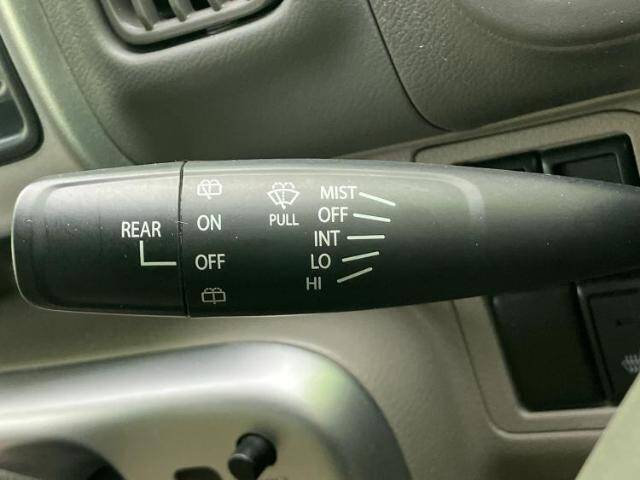 REAR
ON
OFF
PULL
MIST
OFF
INT
LO
HI